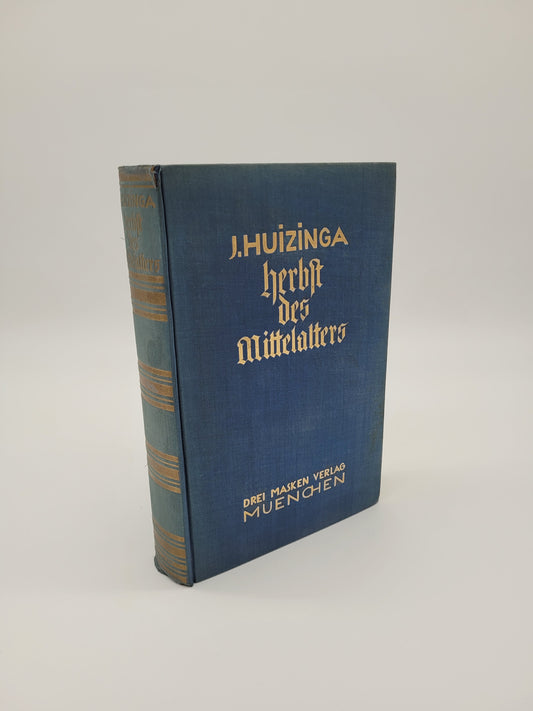 J. HUIZINGA
Herbst
des
Mittelalters
DREI MASKEN VERLAG
MUENCHEN